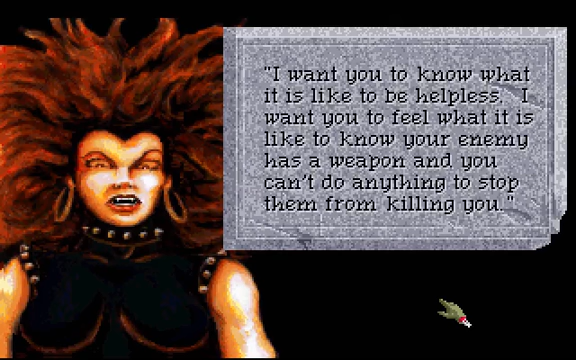 "I want you to know what
it is like to be helpless.  I
want you to feel what it is
like to know your enemy
has a weapon and you
can't do anything to stop
them from killing you."